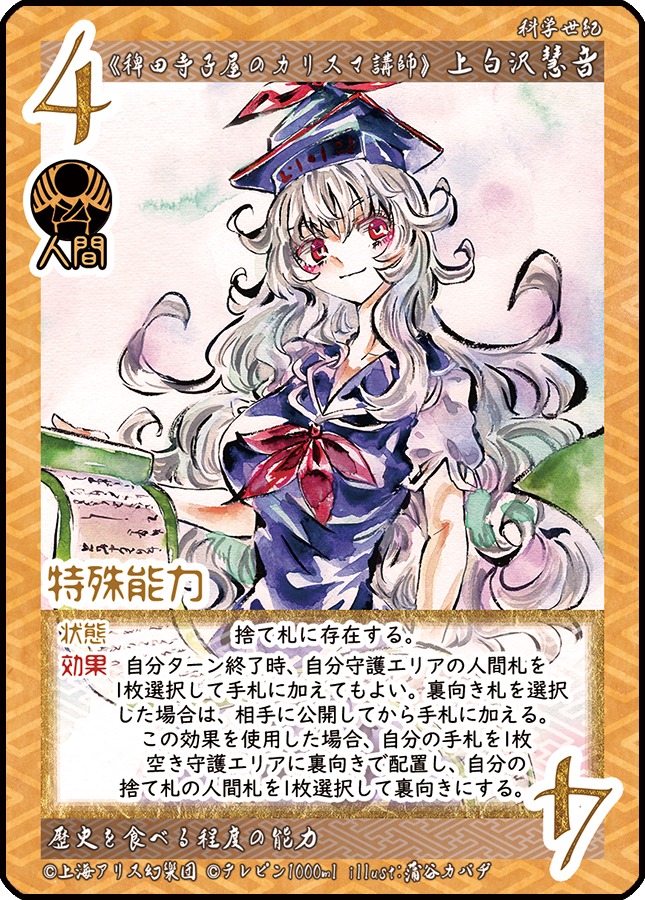 科学世紀
4
《稗田寺子屋のカリスマ講師》 上白沢慧音
人間
特殊能力
状態 捨て札に存在する。
効果 自分ターン終了時、自分守護エリアの人間札を
1枚選択して手札に加えてもよい。裏向き札を選択
した場合は、相手に公開してから手札に加える。
この効果を使用した場合、自分の手札を1枚
空き守護エリアに裏向きで配置し、自分の
捨て札の人間札を1枚選択して裏向きにする。
4
歴史を食べる程度の能力
©上海アリス幻樂団 ©テレピン1000ml illust:蒲谷カバヂ